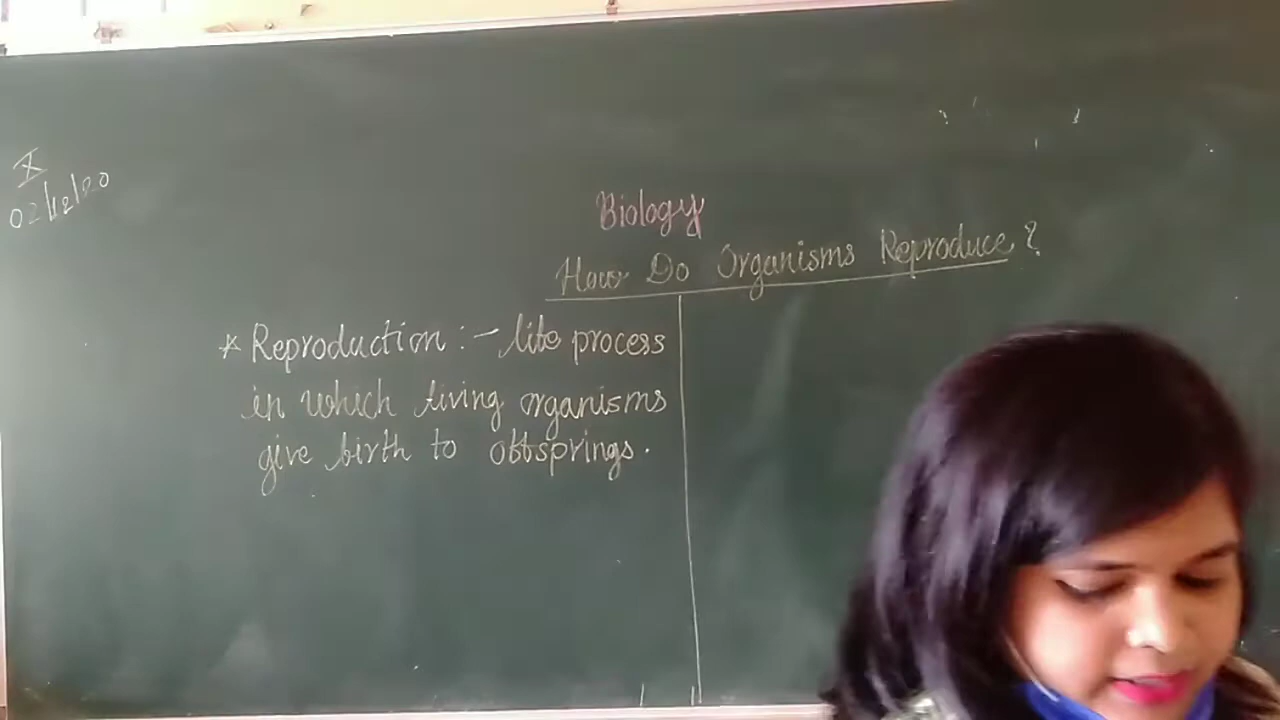 X
02/12/20
Biology
How Do Organisms Reproduce?
* Reproduction :- life process
in which living organisms
give birth to offsprings.